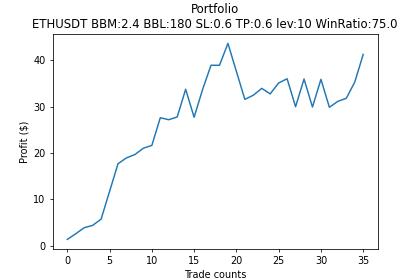 Portfolio
ETHUSDT BBM:2.4 BBL:180 SL:0.6 TP:0.6 lev:10 WinRatio:75.0
40
30
20
10
0
Profit ($)
0 5 10 15 20 25 30 35
Trade counts